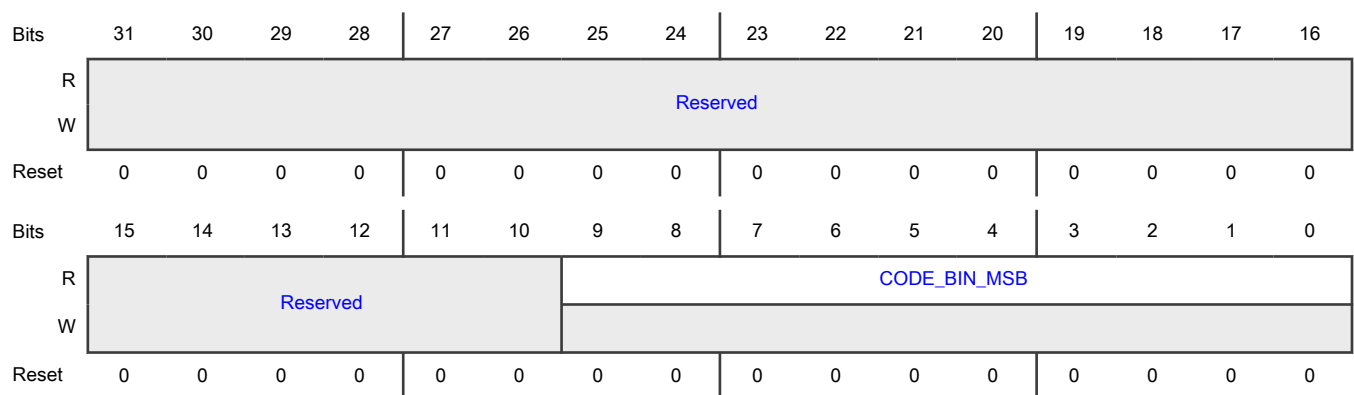 Bits 31 30 29 28 27 26 25 24 23 22 21 20 19 18 17 16
R
Reserved
W
Reset 0 0 0 0 0 0 0 0 0 0 0 0 0 0 0 0
Bits 15 14 13 12 11 10 9 8 7 6 5 4 3 2 1 0
R CODE_BIN_MSB
Reserved
W
Reset 0 0 0 0 0 0 0 0 0 0 0 0 0 0 0 0